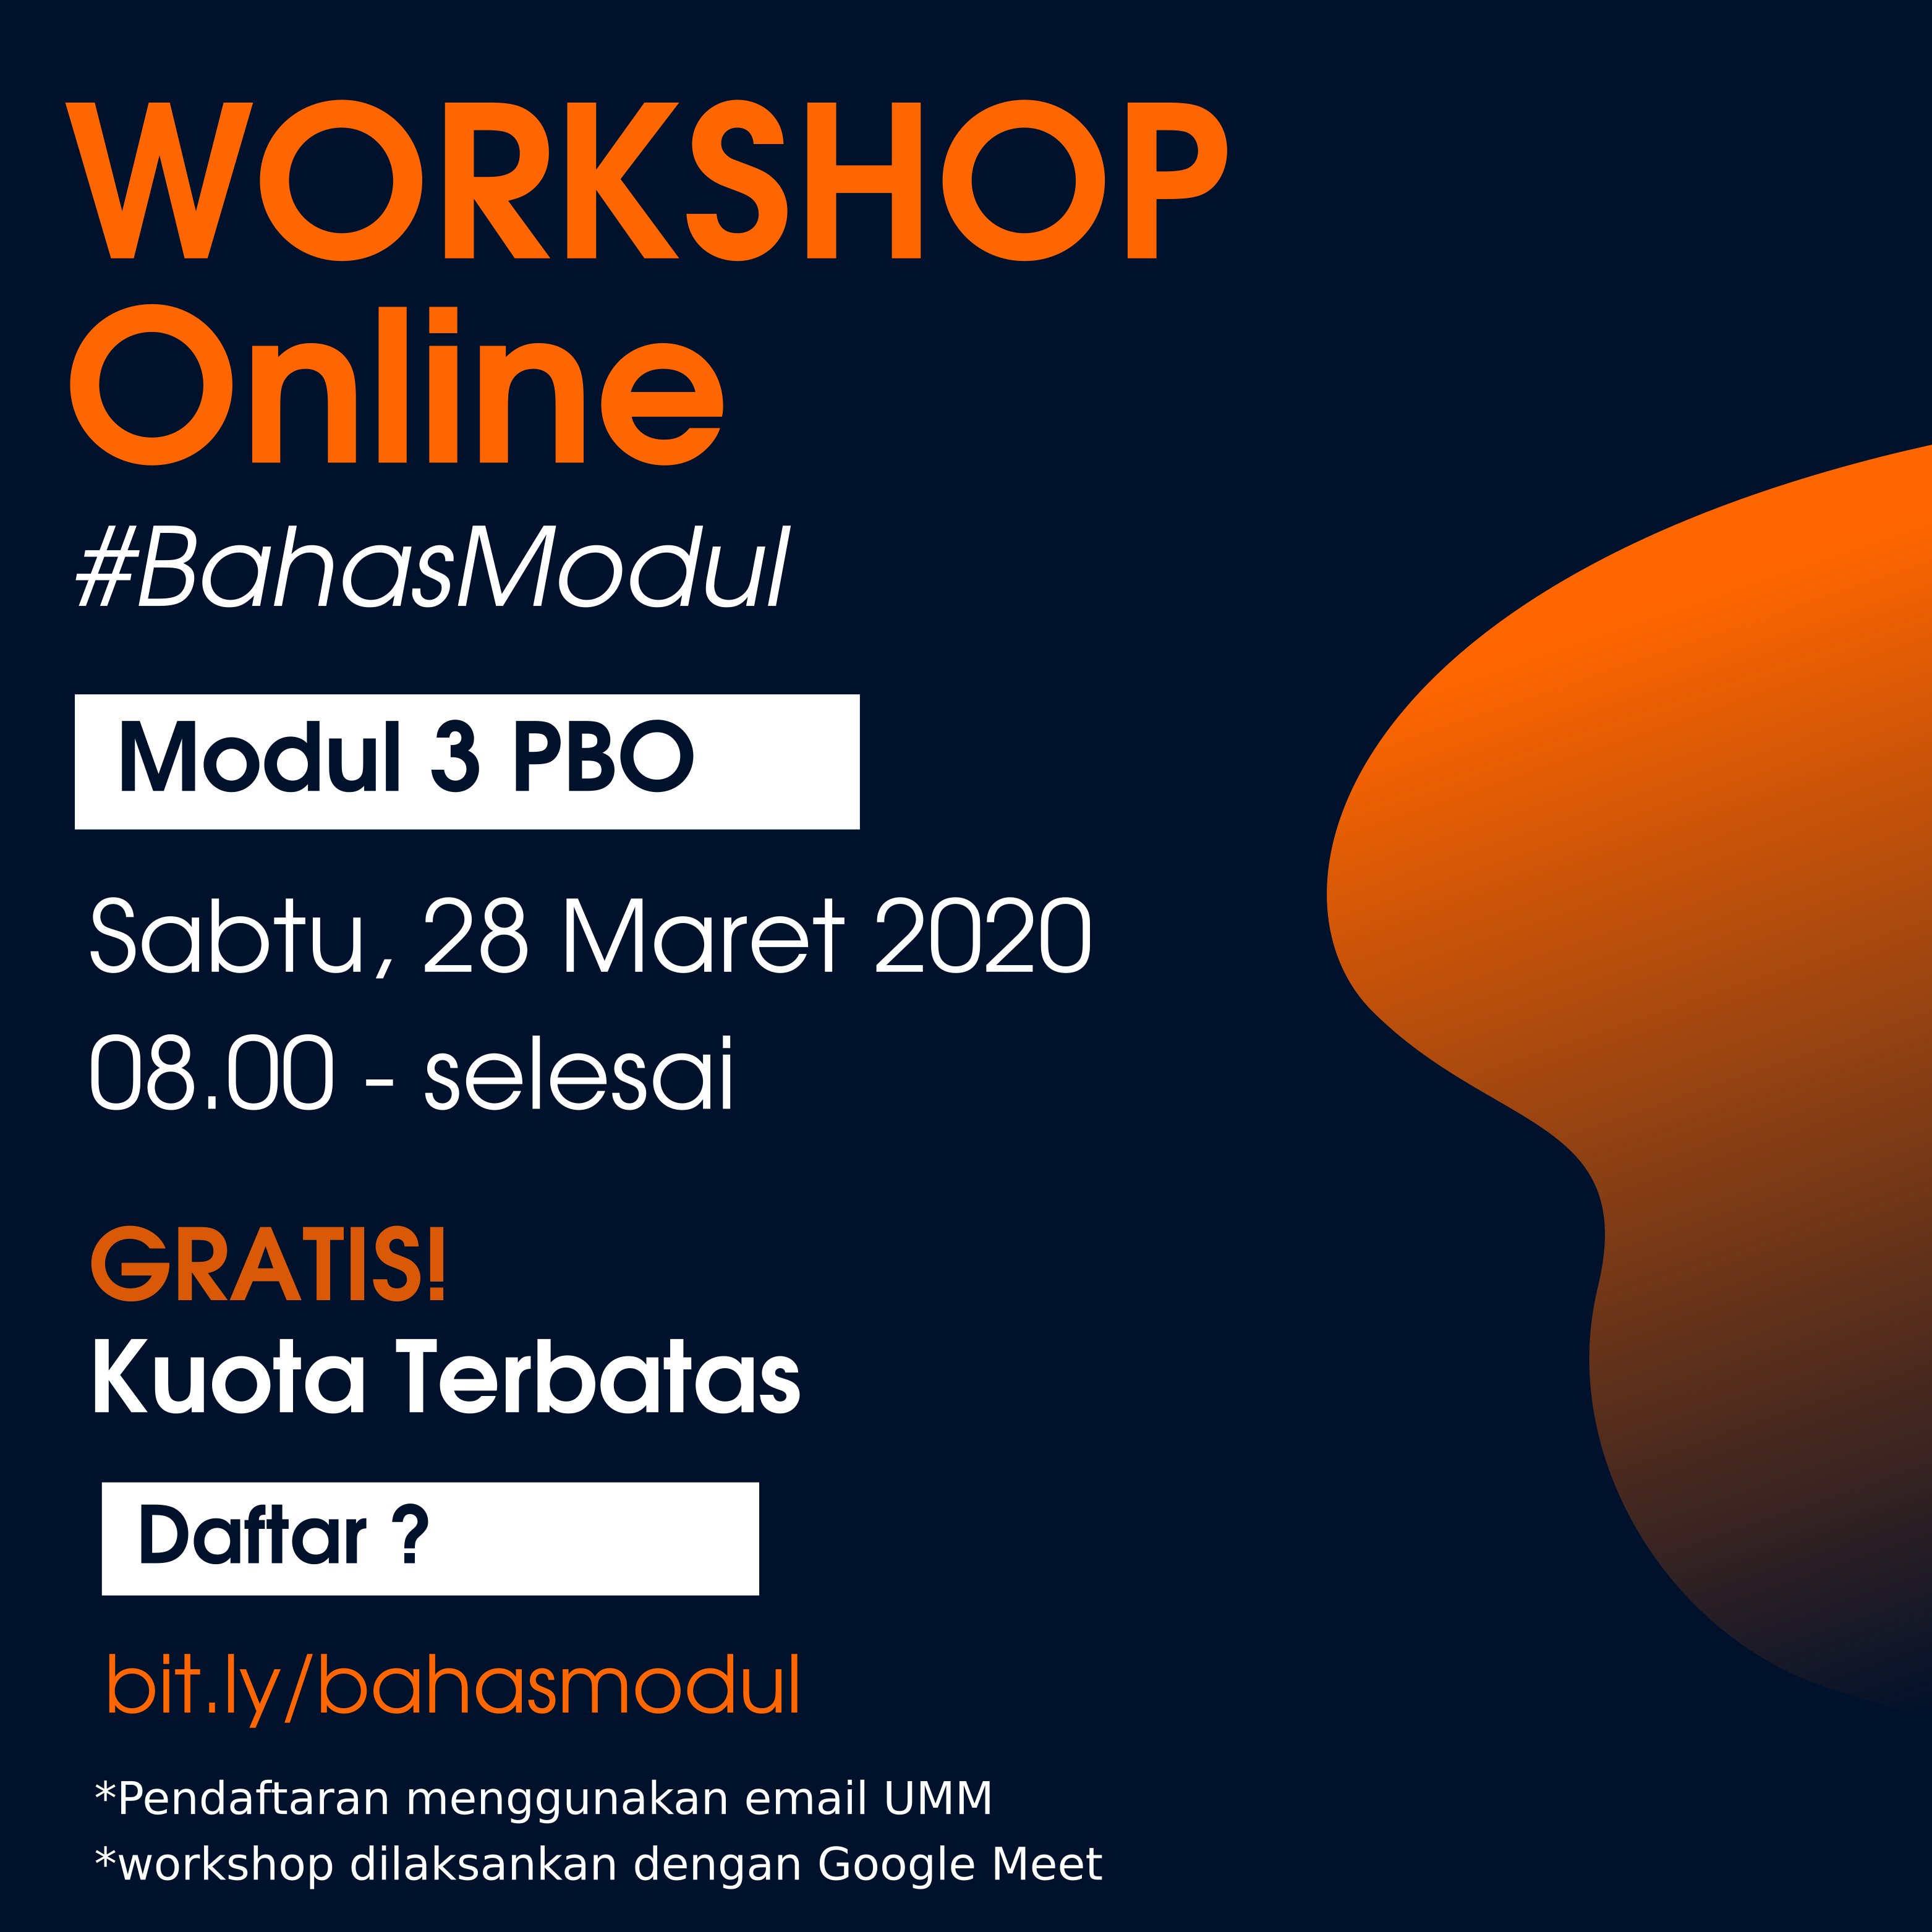 WORKSHOP
Online
#BahasModul
Modul 3 PBO
Sabtu, 28 Maret 2020
08.00 - selesai
GRATIS!
Kuota Terbatas
Daftar ?
bit.ly/bahasmodul
*Pendaftaran menggunakan email UMM
*workshop dilaksankan dengan Google Meet